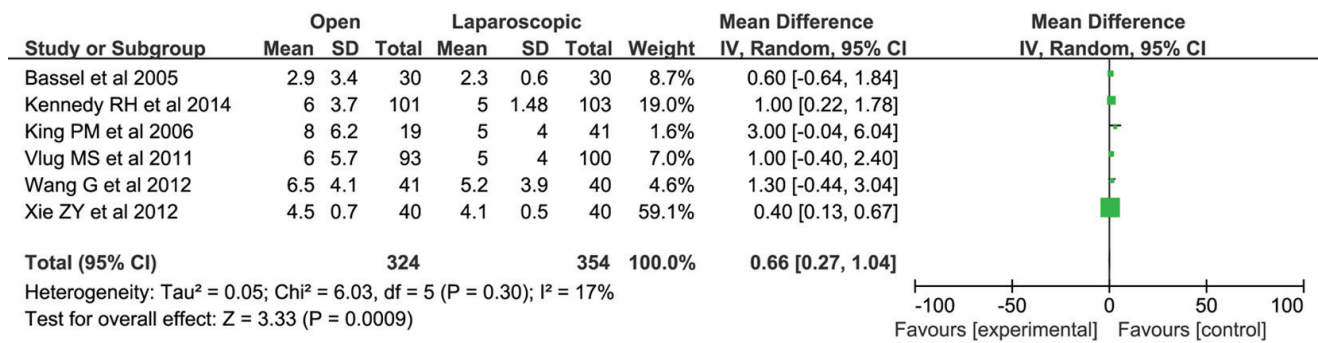 Open Laparoscopic Mean Difference Mean Difference
Study or Subgroup Mean SD Total Mean SD Total Weight IV, Random, 95% CI IV, Random, 95% CI
Bassel et al 2005 2.9 3.4 30 2.3 0.6 30 8.7% 0.60 [-0.64, 1.84]
Kennedy RH et al 2014 6 3.7 101 5 1.48 103 19.0% 1.00 [0.22, 1.78]
King PM et al 2006 8 6.2 19 5 4 41 1.6% 3.00 [-0.04, 6.04]
Vlug MS et al 2011 6 5.7 93 5 4 100 7.0% 1.00 [-0.40, 2.40]
Wang G et al 2012 6.5 4.1 41 5.2 3.9 40 4.6% 1.30 [-0.44, 3.04]
Xie ZY et al 2012 4.5 0.7 40 4.1 0.5 40 59.1% 0.40 [0.13, 0.67]
Total (95% CI) 324 354 100.0% 0.66 [0.27, 1.04]
Heterogeneity: Tau² = 0.05; Chi² = 6.03, df = 5 (P = 0.30); I² = 17%
Test for overall effect: Z = 3.33 (P = 0.0009)
-100 -50 0 50 100
Favours [experimental] Favours [control]